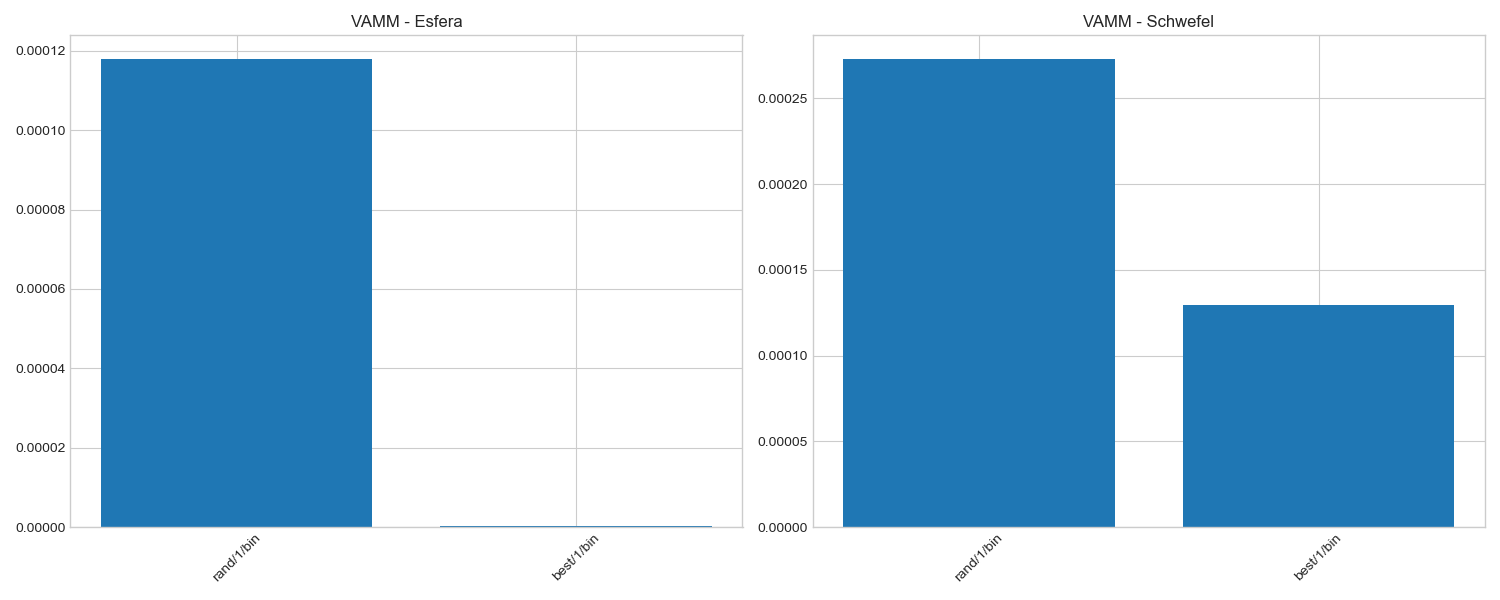 VAMM - Esfera
0.00012
0.00010
0.00008
0.00006
0.00004
0.00002
0.00000
rand/1/bin
best/1/bin
VAMM - Schwefel
0.00025
0.00020
0.00015
0.00010
0.00005
0.00000
rand/1/bin
best/1/bin